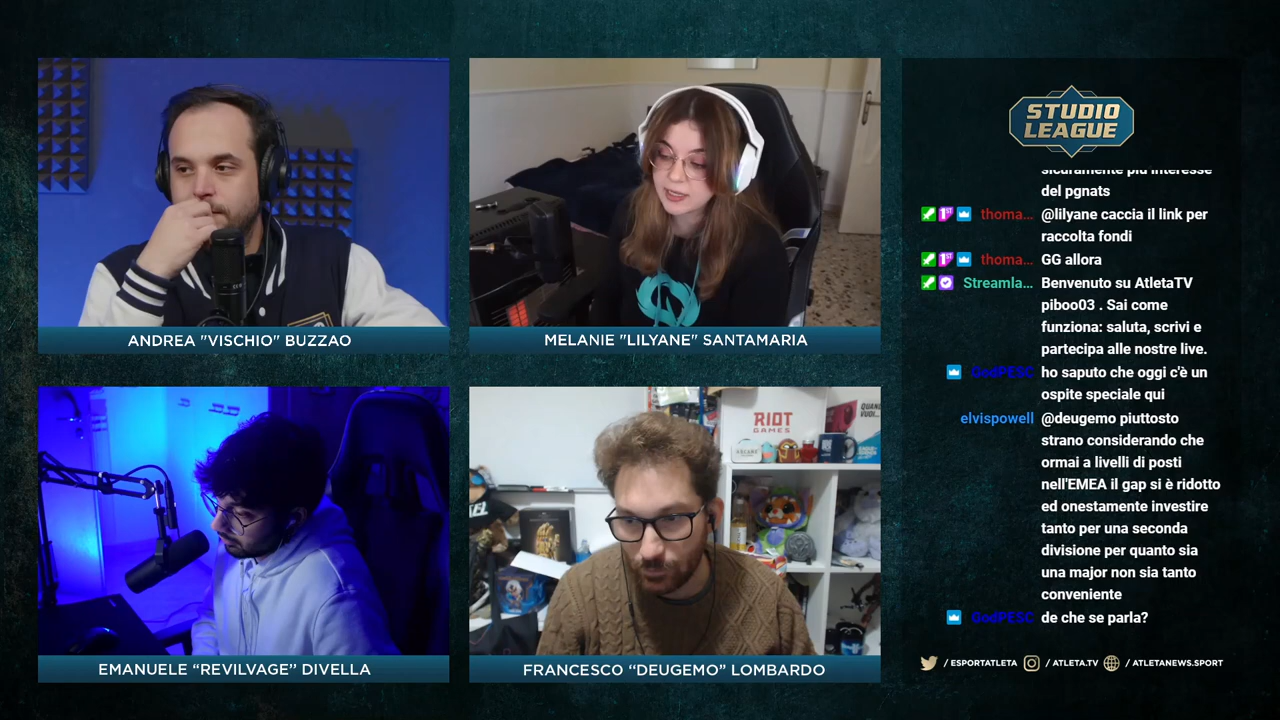 ANDREA "VISCHIO" BUZZAO
MELANIE "LILYANE" SANTAMARIA
EMANUELE “REVILVAGE” DIVELLA
FRANCESCO “DEUGEMO” LOMBARDO
RIOT
GAMES
STUDIO
LEAGUE
sicuramente più interesse
del pgnats
thoma... @lilyane caccia il link per
raccolta fondi
thoma... GG allora
Streamla... Benvenuto su AtletaTV
piboo03 . Sai come
funziona: saluta, scrivi e
partecipa alle nostre live.
GodPESC ho saputo che oggi c'è un
ospite speciale qui
elvispowell @deugemo piuttosto
strano considerando che
ormai a livelli di posti
nell'EMEA il gap si è ridotto
ed onestamente investire
tanto per una seconda
divisione per quanto sia
una major non sia tanto
conveniente
GodPESC de che se parla?
/ ESPORTATLETA / ATLETA.TV / ATLETANEWS.SPORT